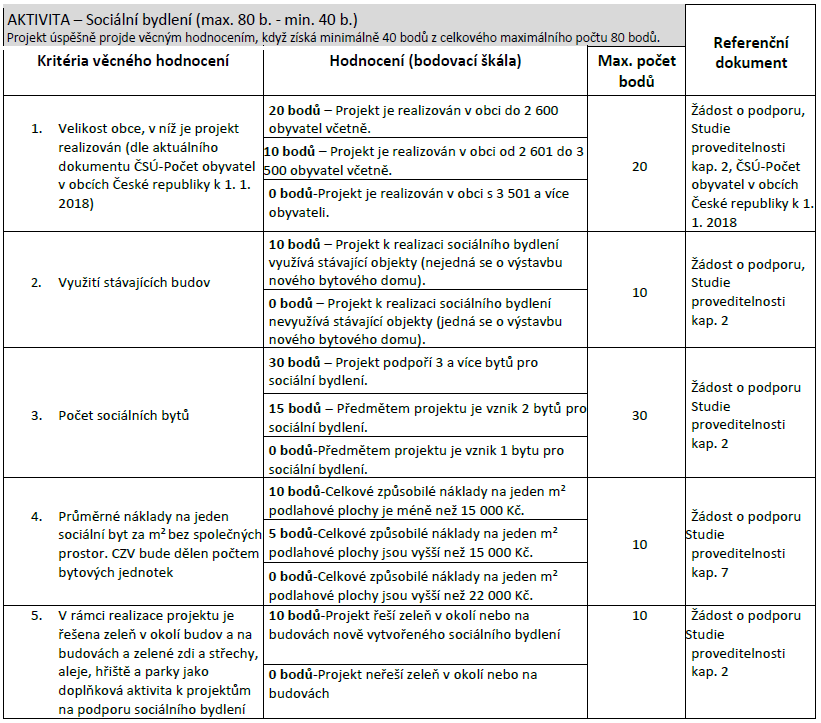 AKTIVITA – Sociální bydlení (max. 80 b. - min. 40 b.)
Projekt úspěšně projde věcným hodnocením, když získá minimálně 40 bodů z celkového maximálního počtu 80 bodů.
Referenční
dokument
Kritéria věcného hodnocení
Hodnocení (bodovací škála)
Max. počet
bodů
1. Velikost obce, v níž je projekt
realizován (dle aktuálního
dokumentu ČSÚ-Počet obyvatel
v obcích České republiky k 1. 1.
2018)
20 bodů – Projekt je realizován v obci do 2 600
obyvatel včetně.
10 bodů – Projekt je realizován v obci od 2 601 do 3
500 obyvatel včetně.
0 bodů-Projekt je realizován v obci s 3 501 a více
obyvateli.
20
Žádost o podporu,
Studie
proveditelnosti
kap. 2, ČSÚ-Počet
obyvatel v obcích
České republiky k 1.
1. 2018
2. Využití stávajících budov
10 bodů – Projekt k realizaci sociálního bydlení
využívá stávající objekty (nejedná se o výstavbu
nového bytového domu).
0 bodů – Projekt k realizaci sociálního bydlení
nevyužívá stávající objekty (jedná se o výstavbu
nového bytového domu).
10
Žádost o podporu,
Studie
proveditelnosti
kap. 2
3. Počet sociálních bytů
30 bodů – Projekt podpoří 3 a více bytů pro
sociální bydlení.
15 bodů – Předmětem projektu je vznik 2 bytů pro
sociální bydlení.
0 bodů-Předmětem projektu je vznik 1 bytu pro
sociální bydlení.
30
Žádost o podporu
Studie
proveditelnosti
kap. 2
4. Průměrné náklady na jeden
sociální byt za m² bez společných
prostor. CZV bude dělen počtem
bytových jednotek
10 bodů-Celkové způsobilé náklady na jeden m²
podlahové plochy je méně než 15 000 Kč.
5 bodů-Celkové způsobilé náklady na jeden m²
podlahové plochy jsou vyšší než 15 000 Kč.
0 bodů-Celkové způsobilé náklady na jeden m²
podlahové plochy jsou vyšší než 22 000 Kč.
10
Žádost o podporu
Studie
proveditelnosti
kap. 7
5. V rámci realizace projektu je
řešena zeleň v okolí budov a na
budovách a zelené zdi a střechy,
aleje, hřiště a parky jako
doplňková aktivita k projektům
na podporu sociálního bydlení
10 bodů-Projekt řeší zeleň v okolí nebo na
budovách nově vytvořeného sociálního bydlení
0 bodů-Projekt neřeší zeleň v okolí nebo na
budovách
10
Žádost o podporu
Studie
proveditelnosti
kap. 2